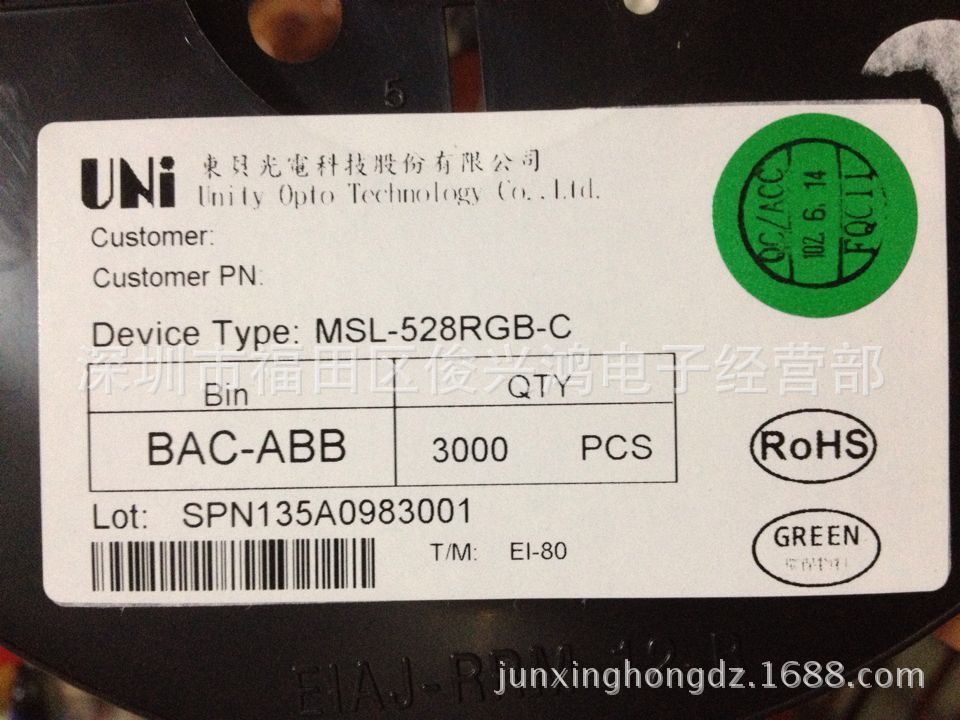 5
UNi 東貝光電科技股份有限公司
Unity Opto Technology Co.,Ltd.
QC/ACC
102.6.14
FQC11
Customer:
Customer PN:
Device Type: MSL-528RGB-C
深圳市福田区俊兴鸿电子经营部
Bin QTY
BAC-ABB 3000 PCS
RoHS
Lot: SPN135A0983001
T/M: EI-80
GREEN
EIAJ-RRM-12
junxinghongdz.1688.com